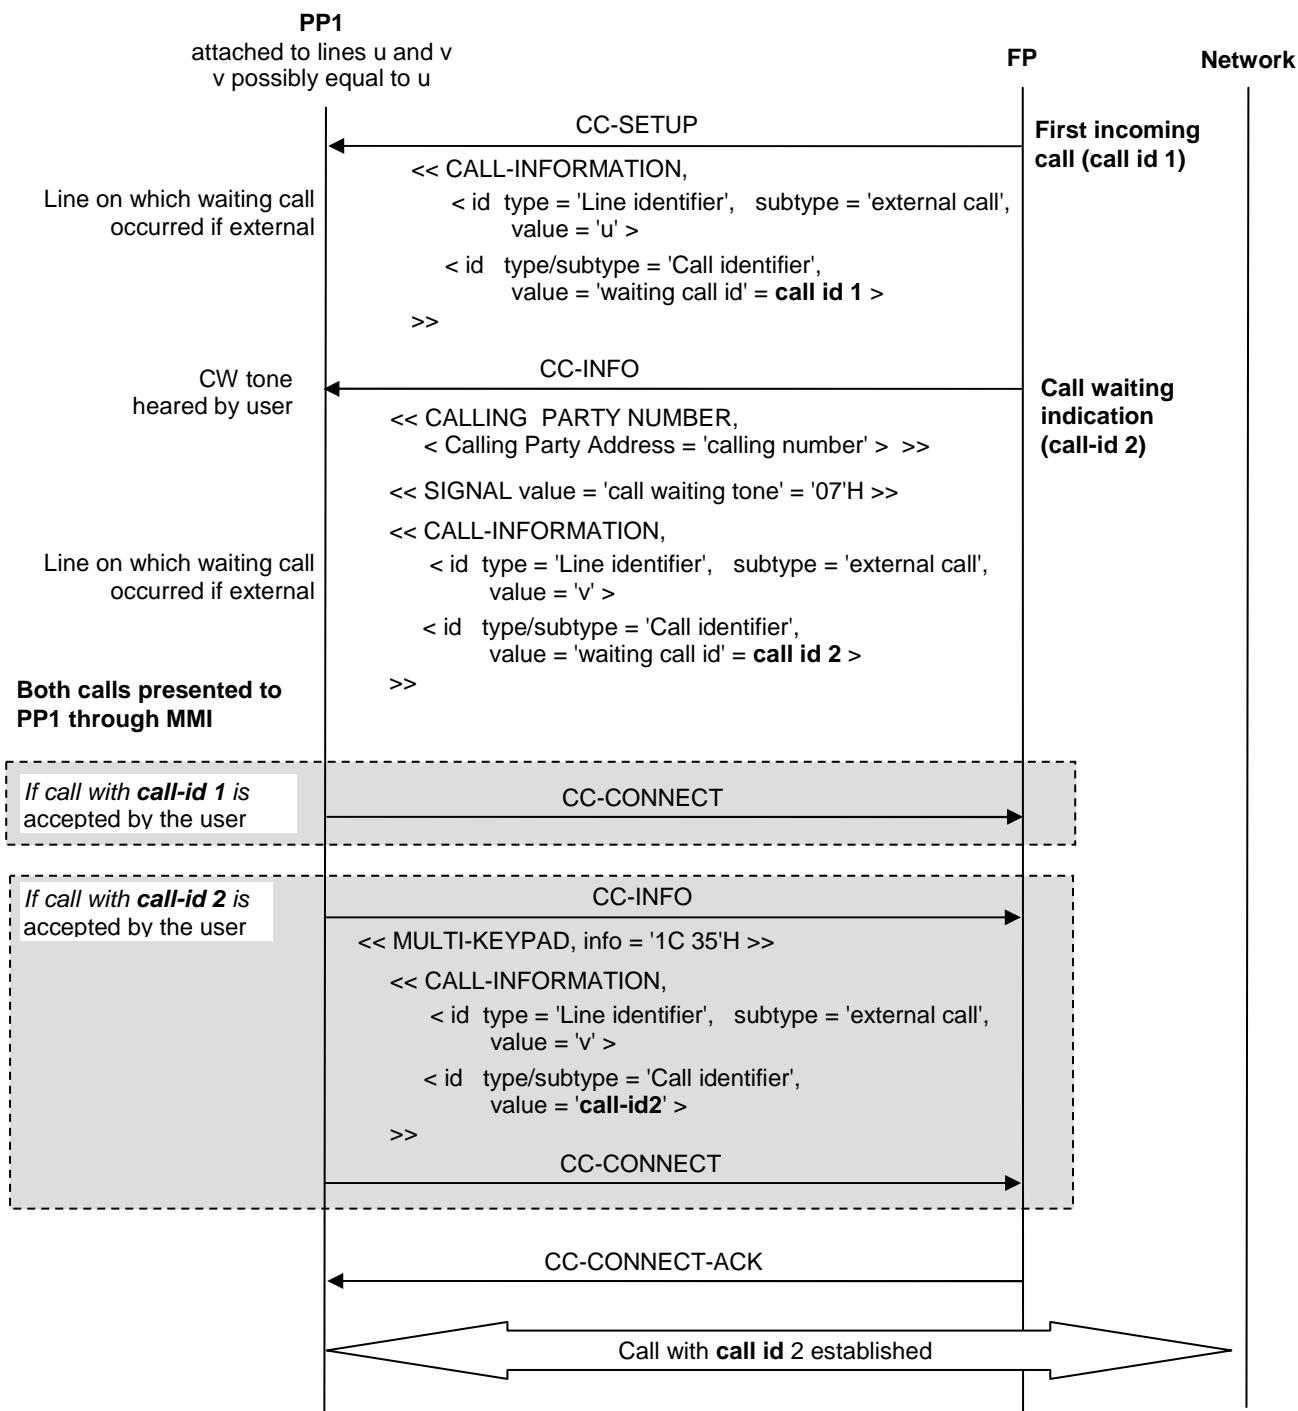 PP1
attached to lines u and v
v possibly equal to u
FP
Network
CC-SETUP
First incoming
call (call id 1)
<< CALL-INFORMATION,
< id type = 'Line identifier', subtype = 'external call',
value = 'u' >
Line on which waiting call
occurred if external
< id type/subtype = 'Call identifier',
value = 'waiting call id' = call id 1 >
>>
CC-INFO
CW tone
heared by user
Call waiting
indication
(call-id 2)
<< CALLING PARTY NUMBER,
< Calling Party Address = 'calling number' > >>
<< SIGNAL value = 'call waiting tone' = '07'H >>
<< CALL-INFORMATION,
< id type = 'Line identifier', subtype = 'external call',
value = 'v' >
Line on which waiting call
occurred if external
< id type/subtype = 'Call identifier',
value = 'waiting call id' = call id 2 >
>>
Both calls presented to
PP1 through MMI
If call with call-id 1 is
accepted by the user
CC-CONNECT
If call with call-id 2 is
accepted by the user
CC-INFO
<< MULTI-KEYPAD, info = '1C 35'H >>
<< CALL-INFORMATION,
< id type = 'Line identifier', subtype = 'external call',
value = 'v' >
< id type/subtype = 'Call identifier',
value = 'call-id2' >
>>
CC-CONNECT
CC-CONNECT-ACK
Call with call id 2 established